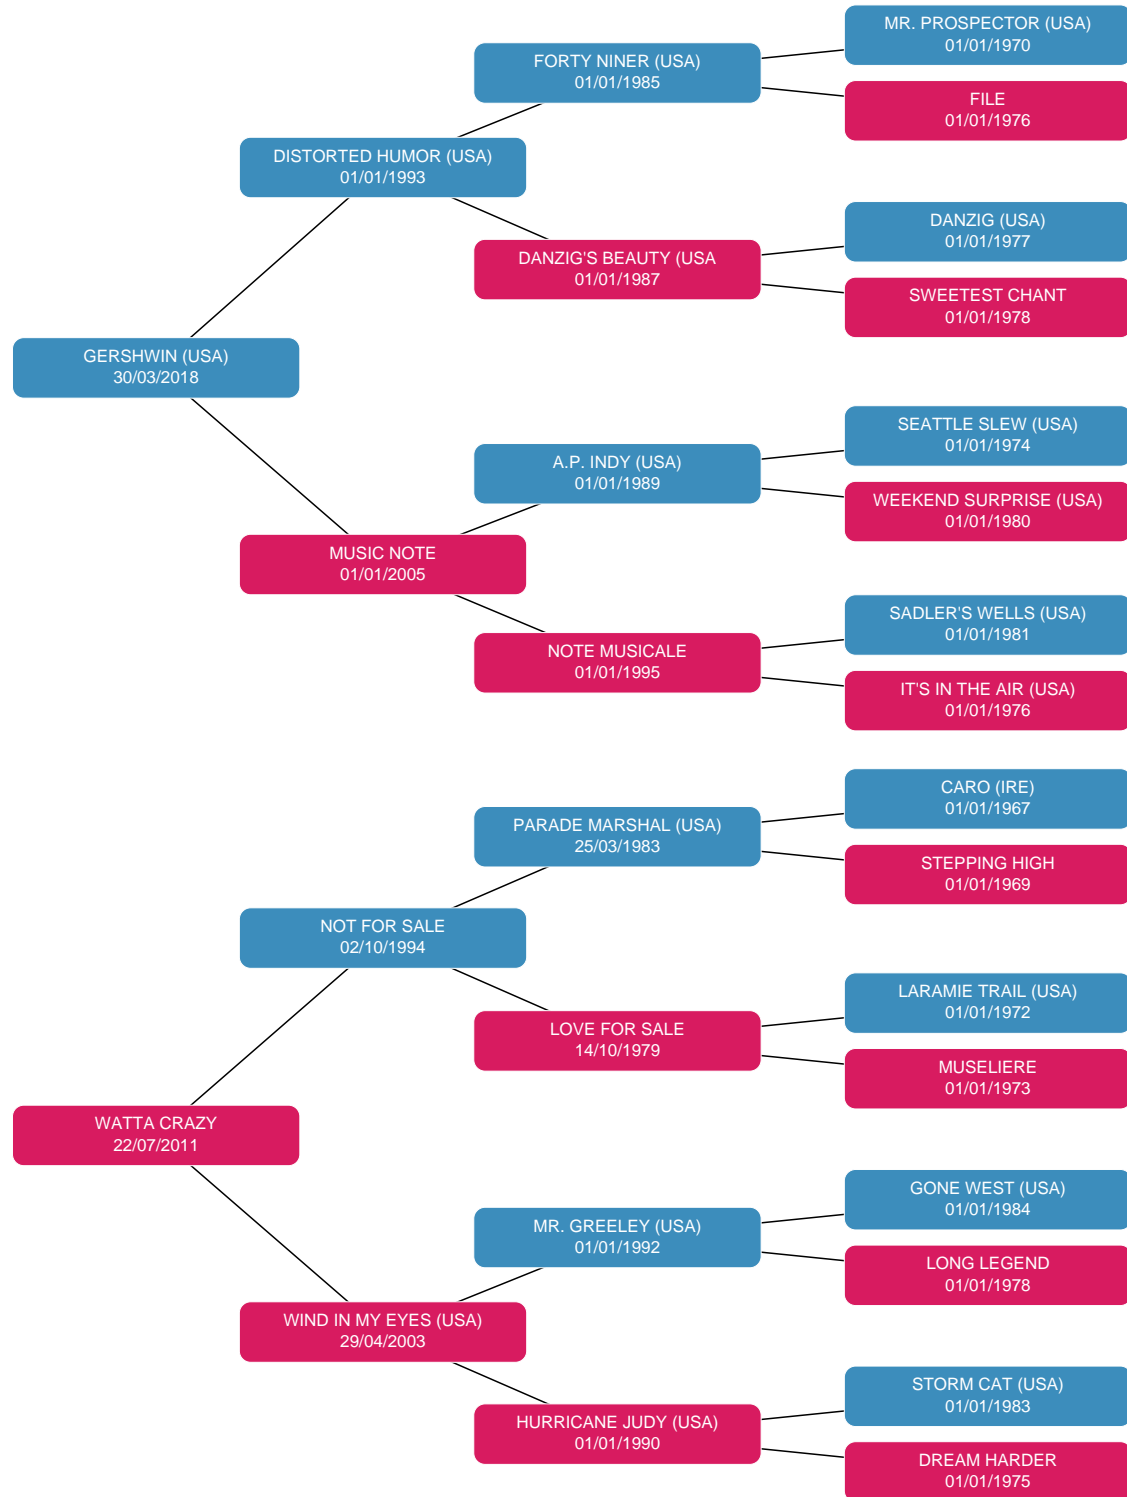 MR. PROSPECTOR (USA)
01/01/1970
FORTY NINER (USA)
01/01/1985
FILE
01/01/1976
DISTORTED HUMOR (USA)
01/01/1993
DANZIG (USA)
01/01/1977
DANZIG'S BEAUTY (USA
01/01/1987
SWEETEST CHANT
01/01/1978
GERSHWIN (USA)
30/03/2018
SEATTLE SLEW (USA)
01/01/1974
A.P. INDY (USA)
01/01/1989
WEEKEND SURPRISE (USA)
01/01/1980
MUSIC NOTE
01/01/2005
SADLER'S WELLS (USA)
01/01/1981
NOTE MUSICALE
01/01/1995
IT'S IN THE AIR (USA)
01/01/1976
CARO (IRE)
01/01/1967
PARADE MARSHAL (USA)
25/03/1983
STEPPING HIGH
01/01/1969
NOT FOR SALE
02/10/1994
LARAMIE TRAIL (USA)
01/01/1972
LOVE FOR SALE
14/10/1979
MUSELIERE
01/01/1973
WATTA CRAZY
22/07/2011
GONE WEST (USA)
01/01/1984
MR. GREELEY (USA)
01/01/1992
LONG LEGEND
01/01/1978
WIND IN MY EYES (USA)
29/04/2003
STORM CAT (USA)
01/01/1983
HURRICANE JUDY (USA)
01/01/1990
DREAM HARDER
01/01/1975